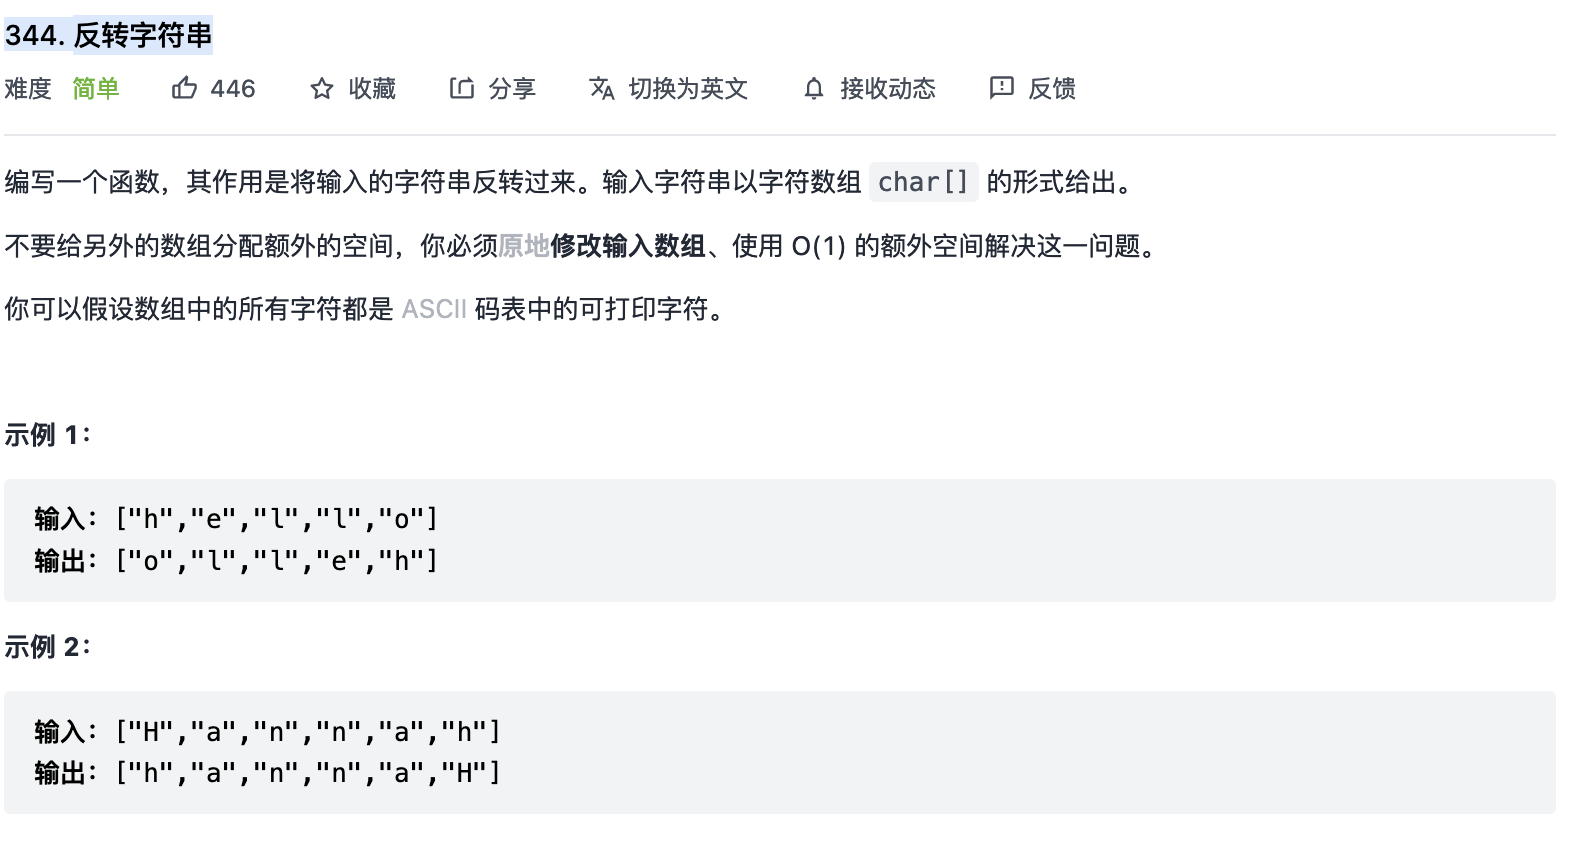 344. 反转字符串
难度 简单 446 收藏 分享 切换为英文 接收动态 反馈
编写一个函数，其作用是将输入的字符串反转过来。输入字符串以字符数组 char[] 的形式给出。
不要给另外的数组分配额外的空间，你必须原地修改输入数组、使用 O(1) 的额外空间解决这一问题。
你可以假设数组中的所有字符都是 ASCII 码表中的可打印字符。
示例 1：
输入：["h","e","l","l","o"]
输出：["o","l","l","e","h"]
示例 2：
输入：["H","a","n","n","a","h"]
输出：["h","a","n","n","a","H"]